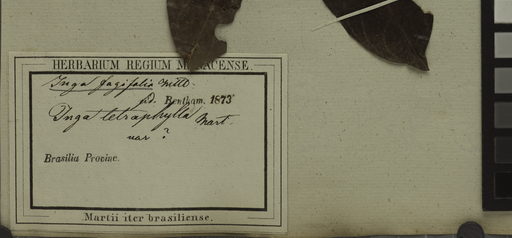 HERBARIUM REGIUM MONACENSE.
Inga fagifolia Willd.
fid. Bentham. 1873
Inga tetraphylla Mart.
var ?
Brasilia Provinc.
Martii iter brasiliense.